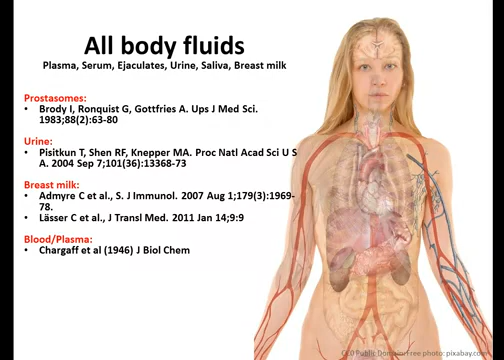 All body fluids
Plasma, Serum, Ejaculates, Urine, Saliva, Breast milk
Prostasomes:
• Brody I, Ronquist G, Gottfries A. Ups J Med Sci.
1983;88(2):63-80
Urine:
• Pisitkun T, Shen RF, Knepper MA. Proc Natl Acad Sci U S
A. 2004 Sep 7;101(36):13368-73
Breast milk:
• Admyre C et al., S. J Immunol. 2007 Aug 1;179(3):1969-
78.
• Lässer C et al., J Transl Med. 2011 Jan 14;9:9
Blood/Plasma:
• Chargaff et al (1946) J Biol Chem
CC0 Public Domain Free photo: pixabay.com